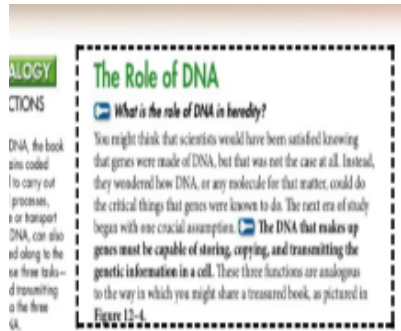 ALOGY
CTIONS
DNA, the book
ains coded
l to carry out
processes,
e or transport
DNA, can also
ed along to the
se three tasks–
d transmitting
o the three
NA.
The Role of DNA
What is the role of DNA in heredity?
You might think that scientists would have been satisfied knowing
that genes were made of DNA, but that was not the case at all. Instead,
they wondered how DNA, or any molecule for that matter, could do
the critical things that genes were known to do. The next era of study
began with one crucial assumption. The DNA that makes up
genes must be capable of storing, copying, and transmitting the
genetic information in a cell. These three functions are analogous
to the way in which you might share a treasured book, as pictured in
Figure 12–4.